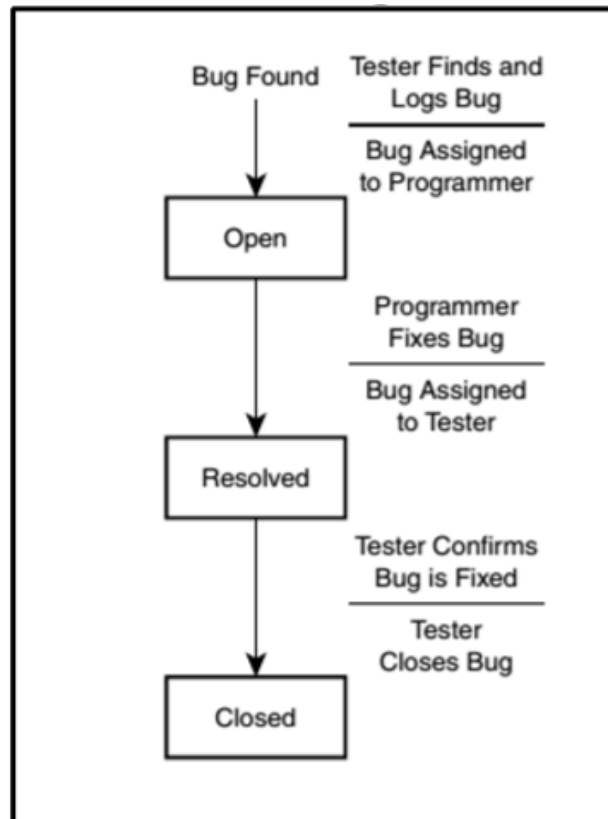 Bug Found
Tester Finds and
Logs Bug
Bug Assigned
to Programmer
Open
Programmer
Fixes Bug
Bug Assigned
to Tester
Resolved
Tester Confirms
Bug is Fixed
Tester
Closes Bug
Closed